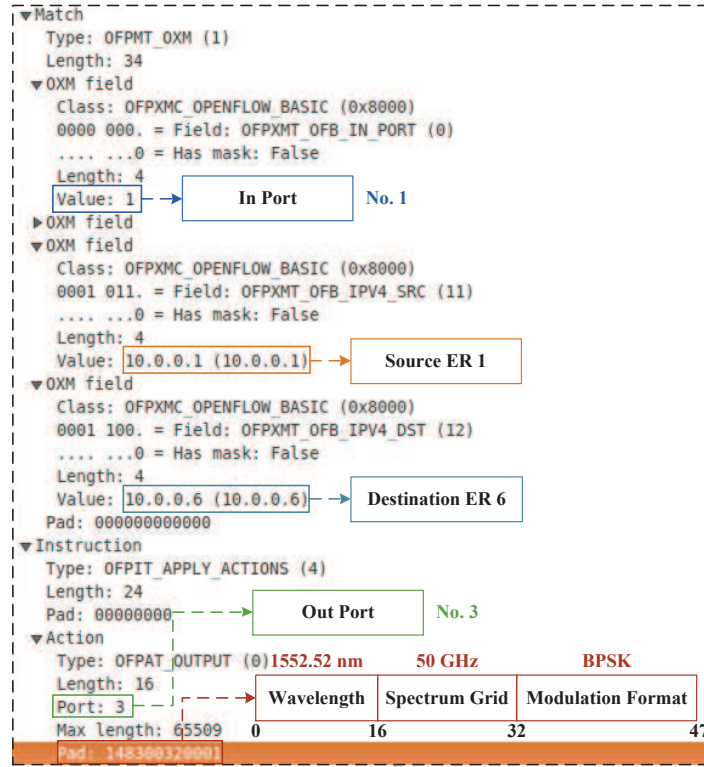 ▼Match
Type: OFPMT_OXM (1)
Length: 34
▼OXM field
Class: OFPXMC_OPENFLOW_BASIC (0x8000)
0000 000. = Field: OFPXMT_OFB_IN_PORT (0)
.... ...0 = Has mask: False
Length: 4
Value: 1 In Port No. 1
▶OXM field
▼OXM field
Class: OFPXMC_OPENFLOW_BASIC (0x8000)
0001 011. = Field: OFPXMT_OFB_IPV4_SRC (11)
.... ...0 = Has mask: False
Length: 4
Value: 10.0.0.1 (10.0.0.1) Source ER 1
▼OXM field
Class: OFPXMC_OPENFLOW_BASIC (0x8000)
0001 100. = Field: OFPXMT_OFB_IPV4_DST (12)
.... ...0 = Has mask: False
Length: 4
Value: 10.0.0.6 (10.0.0.6) Destination ER 6
Pad: 000000000000
▼Instruction
Type: OFPIT_APPLY_ACTIONS (4)
Length: 24
Pad: 00000000 Out Port No. 3
▼Action
Type: OFPAT_OUTPUT (0) 1552.52 nm 50 GHz BPSK
Length: 16 Wavelength Spectrum Grid Modulation Format
Port: 3
Max length: 65509 0 16 32 47
Pad: 148300320001